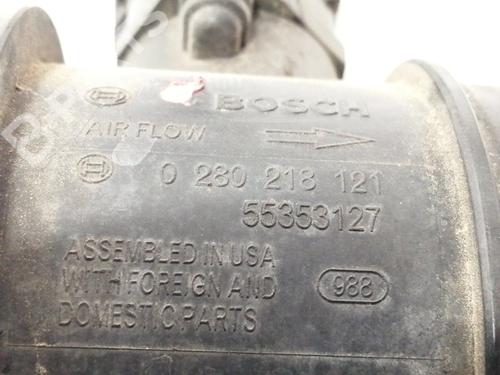 BOSCH
AIR FLOW
0 280 218 121
55353127
ASSEMBLED IN USA
WITH FOREIGN AND
DOMESTIC PARTS
988